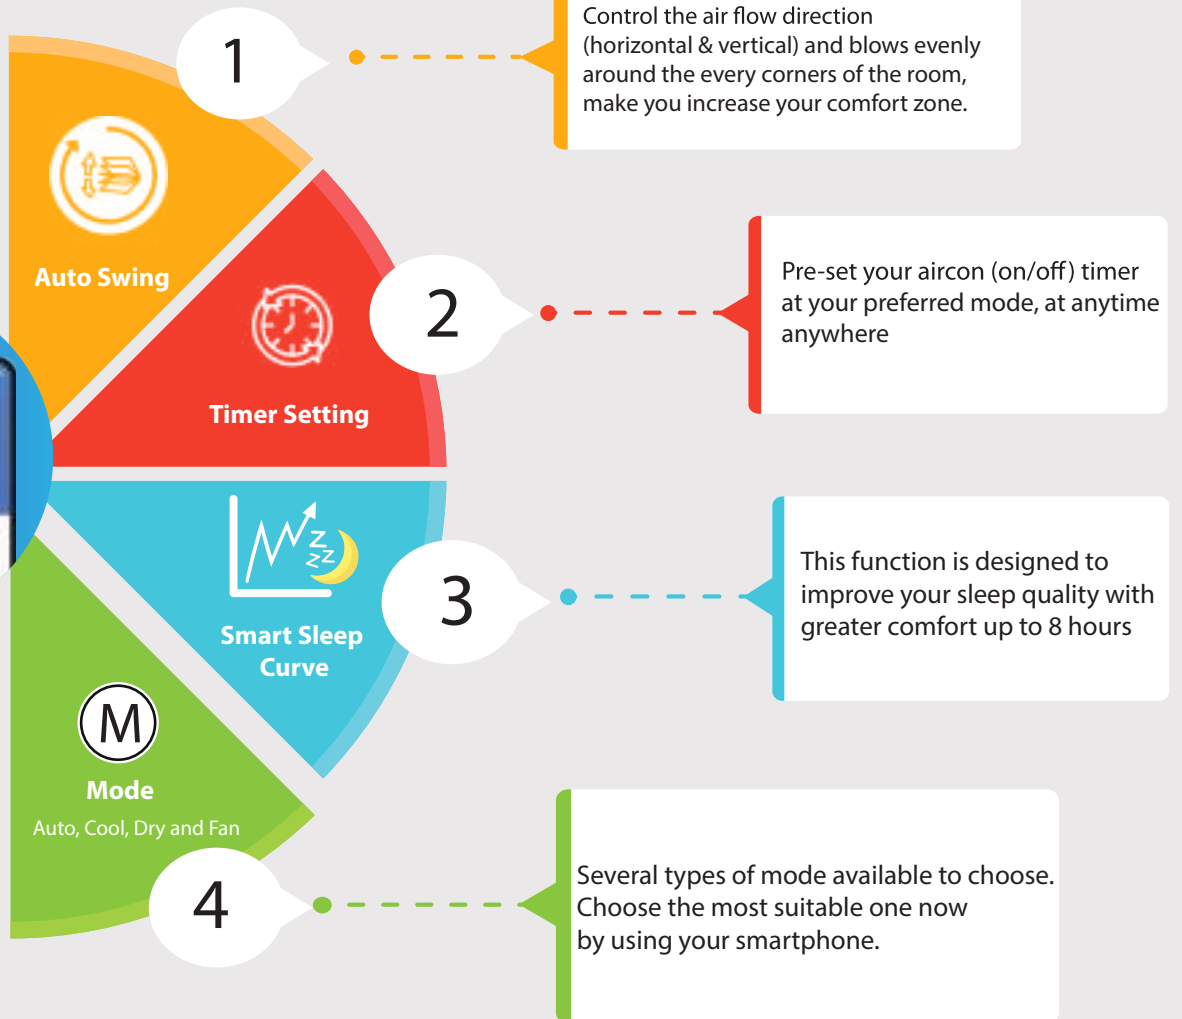 1
Control the air flow direction
(horizontal & vertical) and blows evenly
around the every corners of the room,
make you increase your comfort zone.
Auto Swing
2
Pre-set your aircon (on/off) timer
at your preferred mode, at anytime
anywhere
Timer Setting
3
This function is designed to
improve your sleep quality with
greater comfort up to 8 hours
z
z z
Smart Sleep
Curve
M
Mode
Auto, Cool, Dry and Fan
4
Several types of mode available to choose.
Choose the most suitable one now
by using your smartphone.